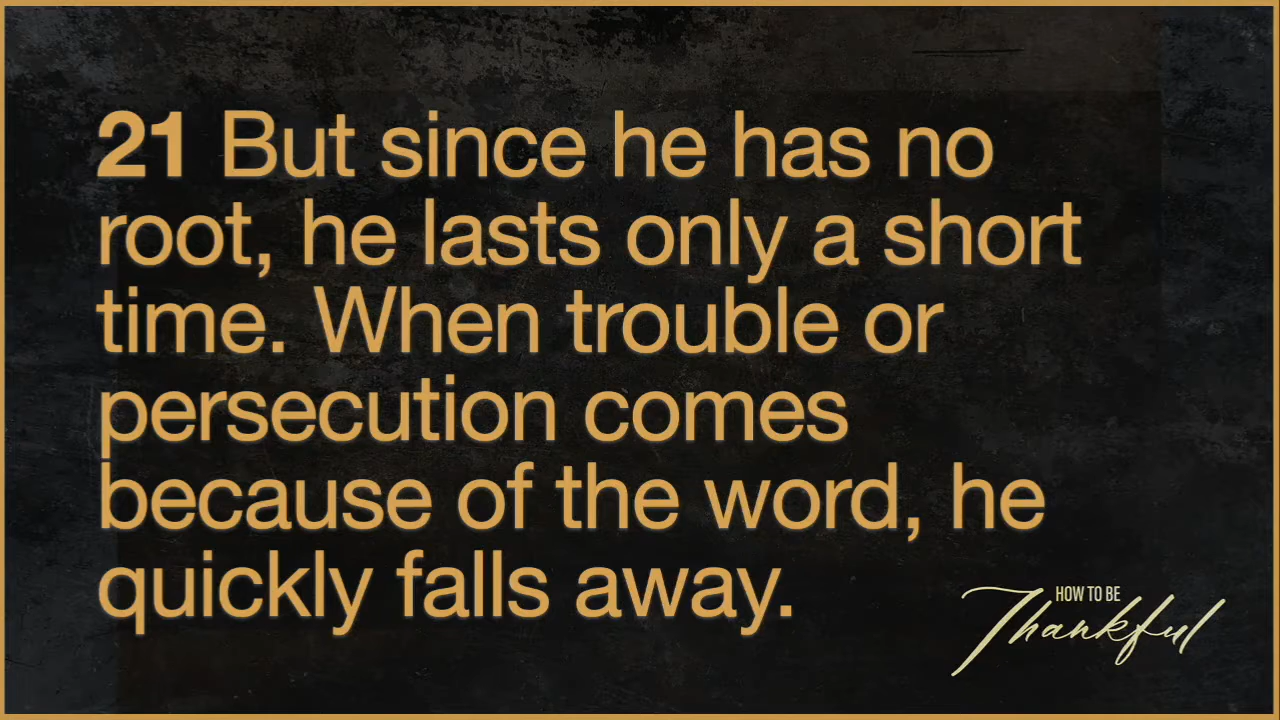 21 But since he has no
root, he lasts only a short
time. When trouble or
persecution comes
because of the word, he
quickly falls away.
HOW TO BE
Thankful